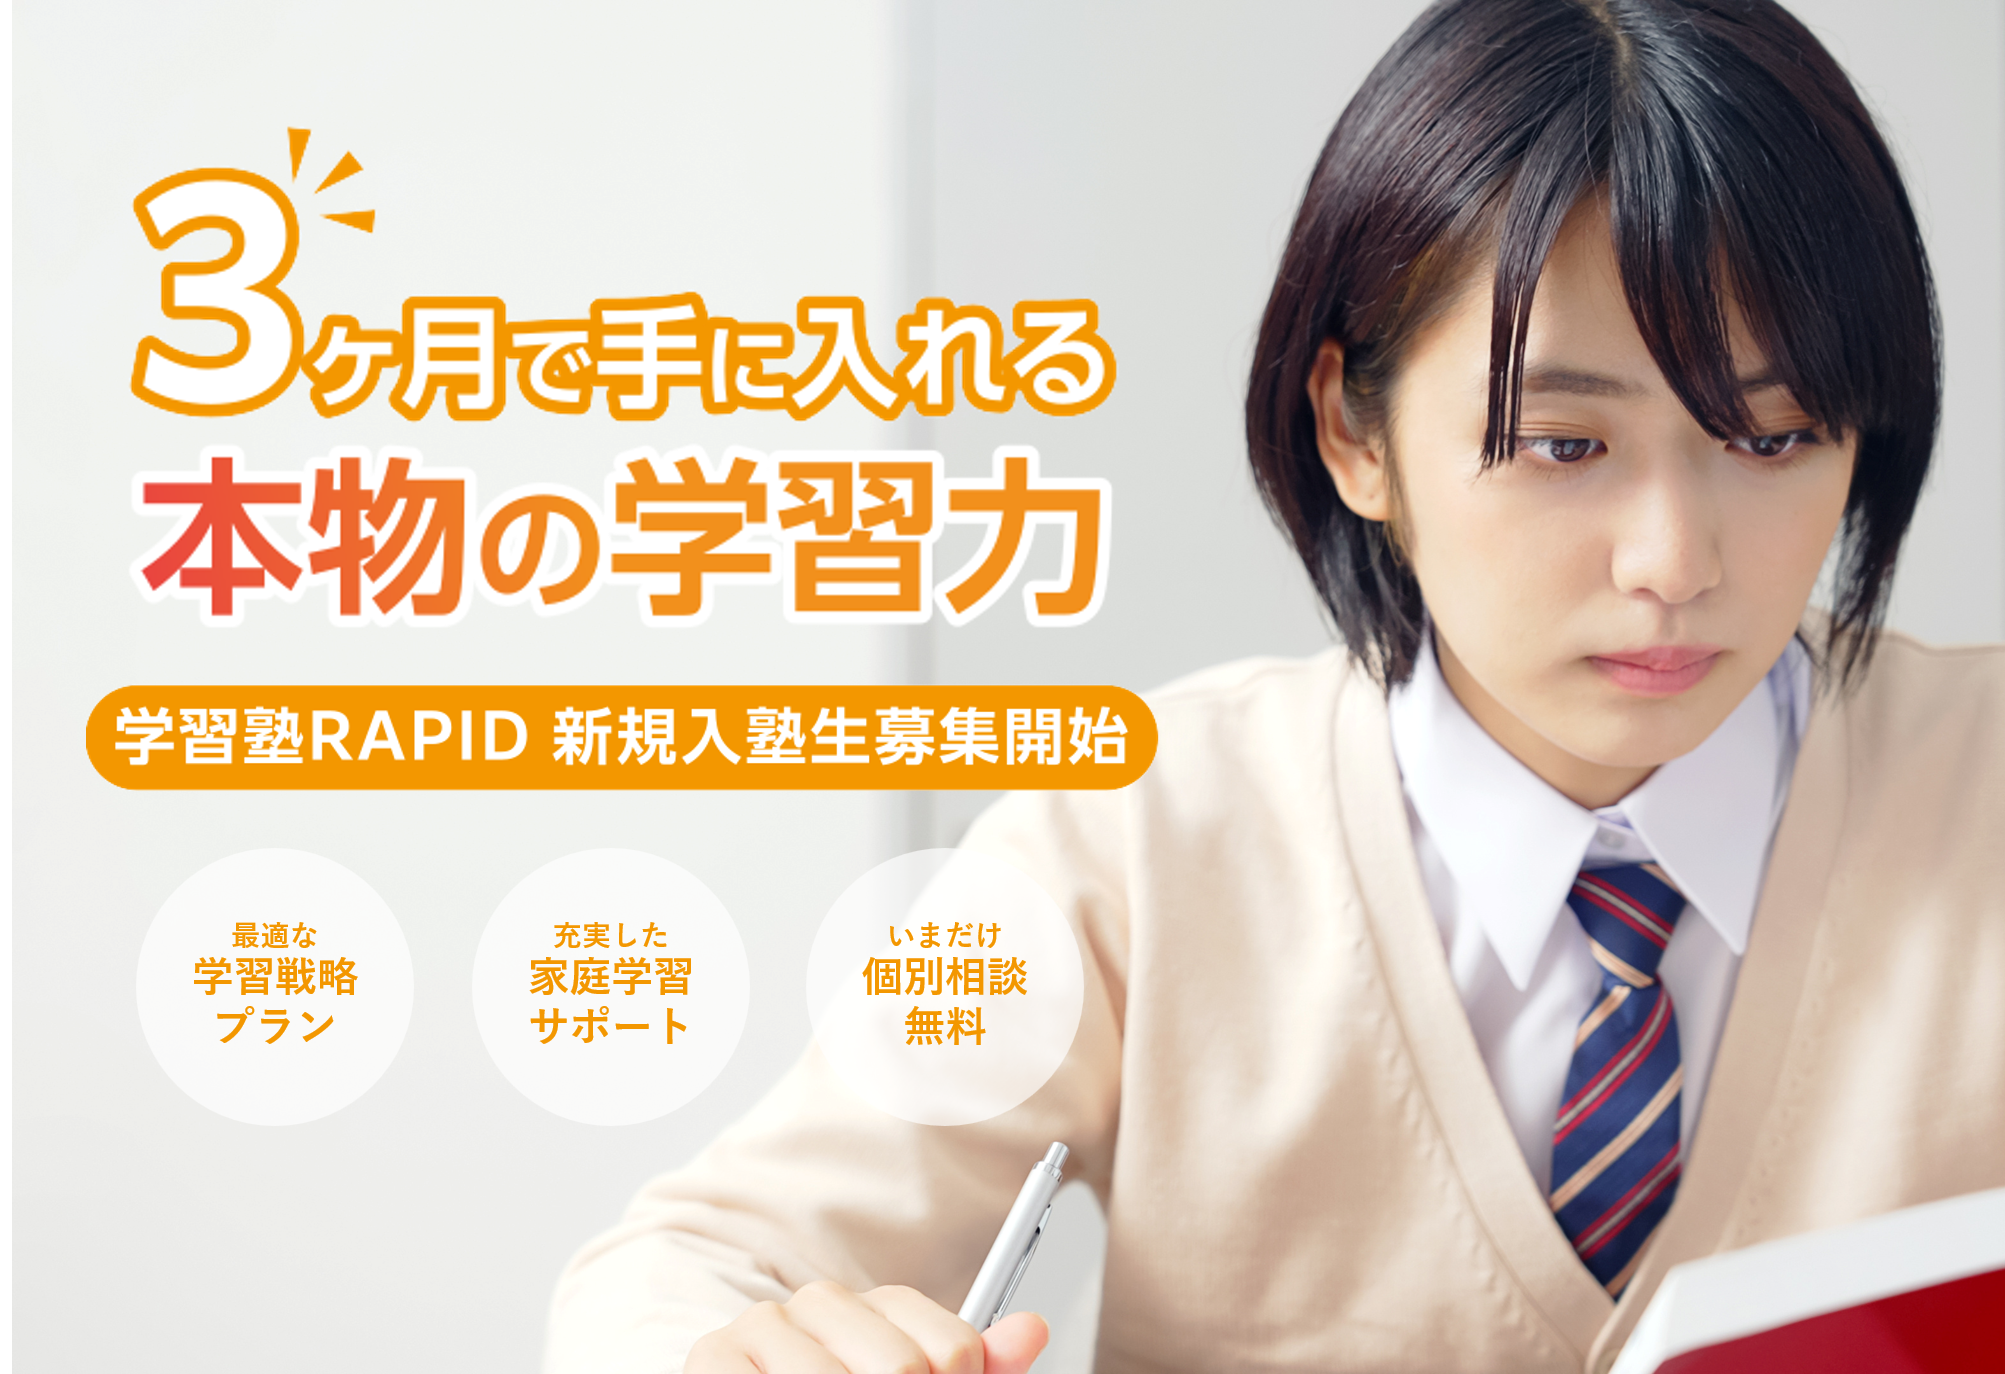 3ヶ月で手に入れる
本物の学習力
学習塾RAPID 新規入塾生募集開始
最適な
学習戦略
プラン
充実した
家庭学習
サポート
いまだけ
個別相談
無料